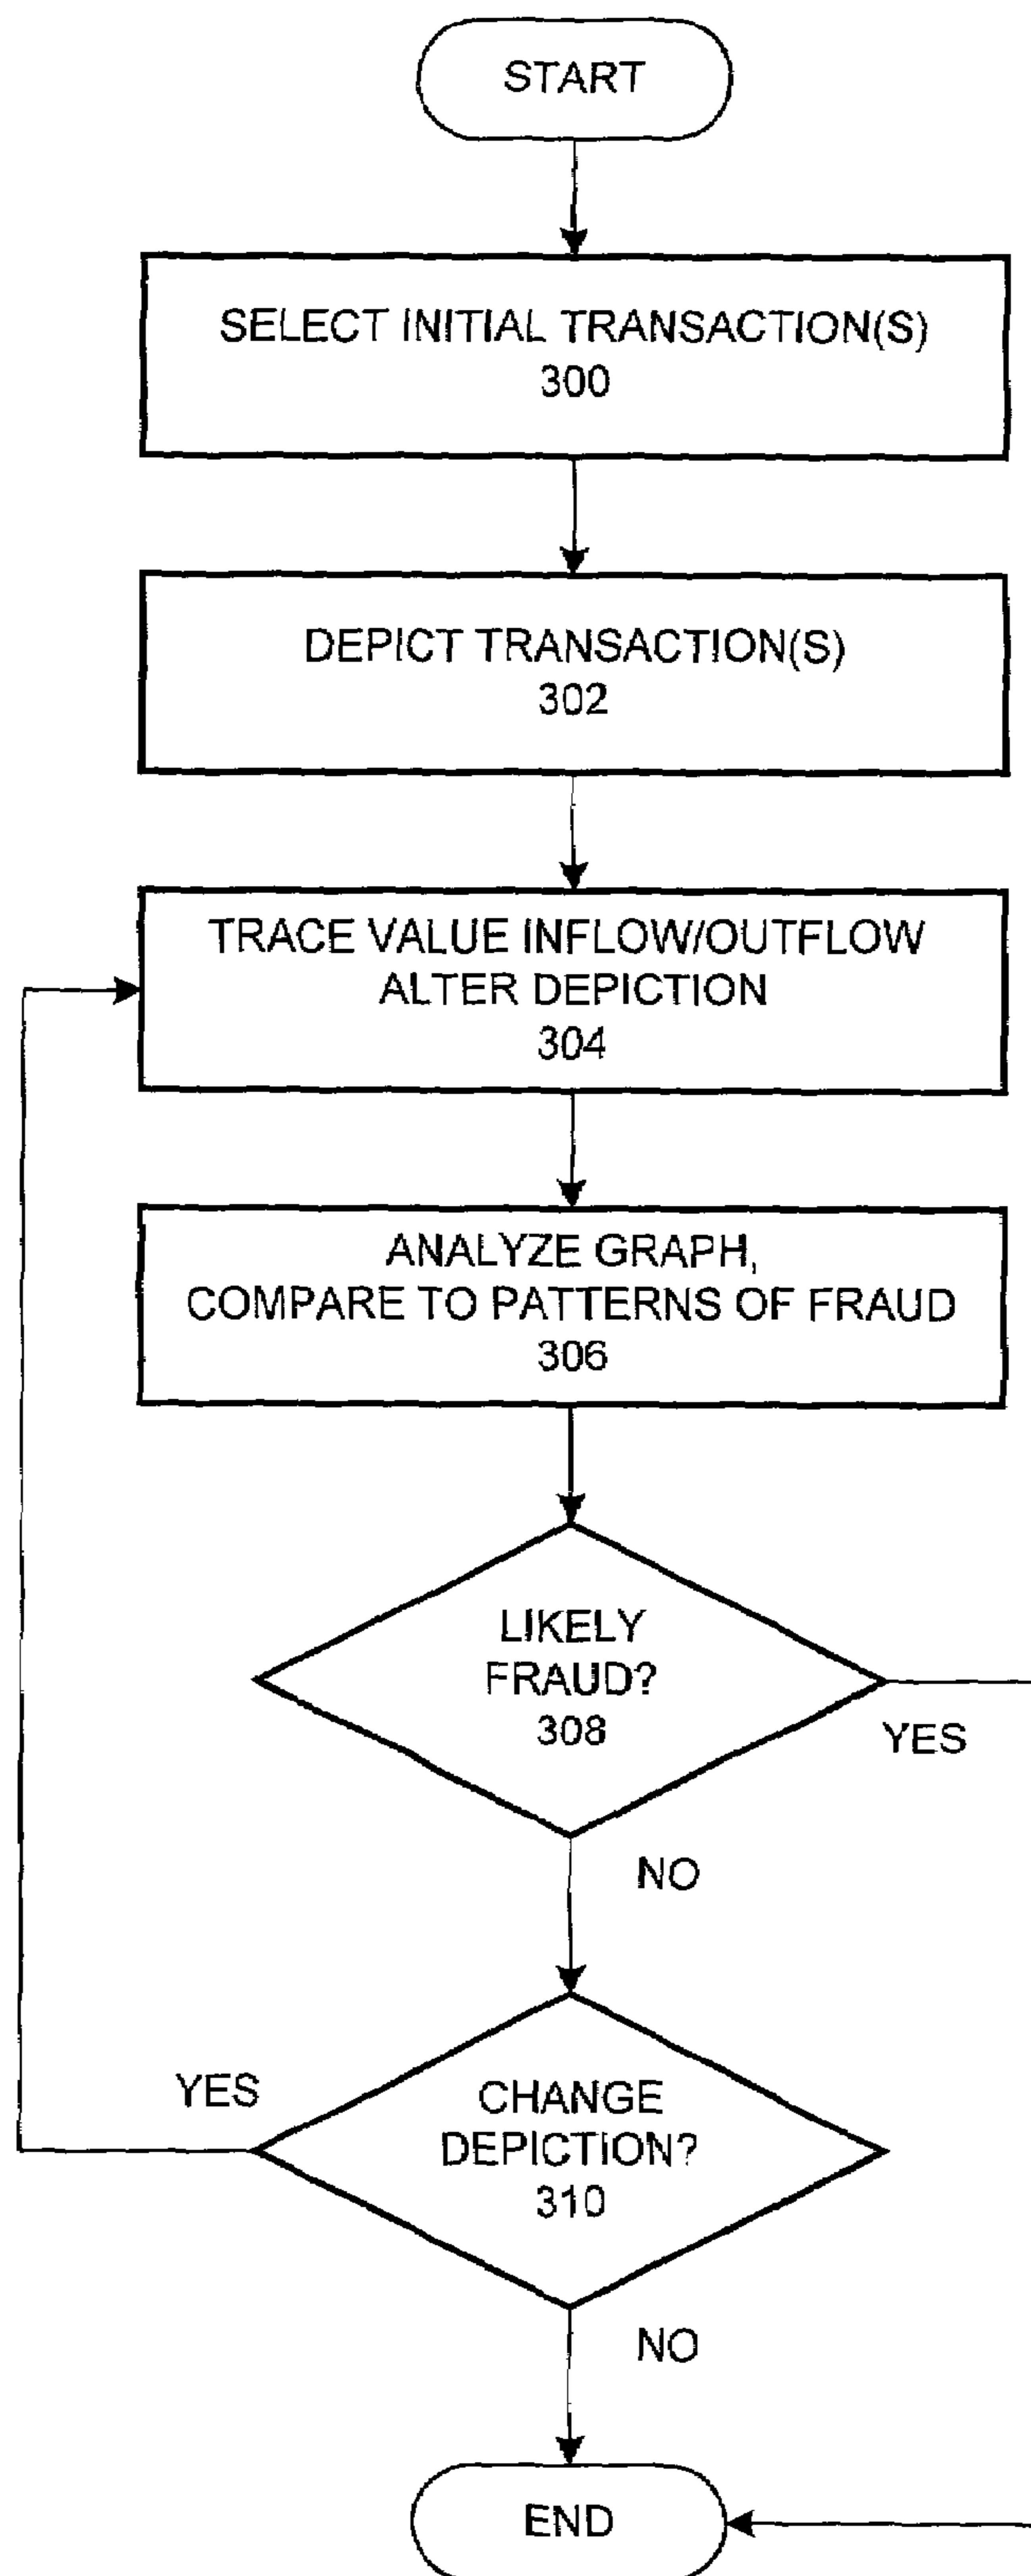 START
SELECT INITIAL TRANSACTION(S)
300
DEPICT TRANSACTION(S)
302
TRACE VALUE INFLOW/OUTFLOW
ALTER DEPICTION
304
ANALYZE GRAPH,
COMPARE TO PATTERNS OF FRAUD
306
LIKELY
FRAUD?
308
YES
NO
YES
CHANGE
DEPICTION?
310
NO
END